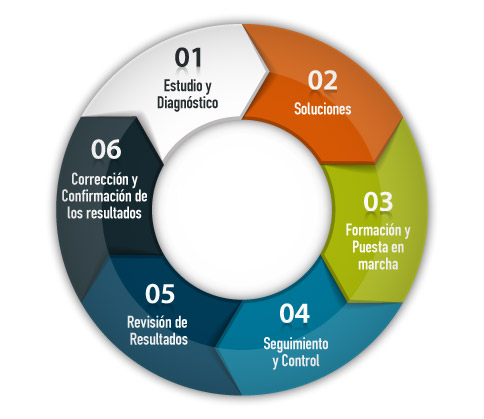 01
Estudio y
Diagnóstico
02
Soluciones
03
Formación y
Puesta en
marcha
04
Seguimiento
y Control
05
Revisión de
Resultados
06
Corrección y
Confirmación de
los resultados